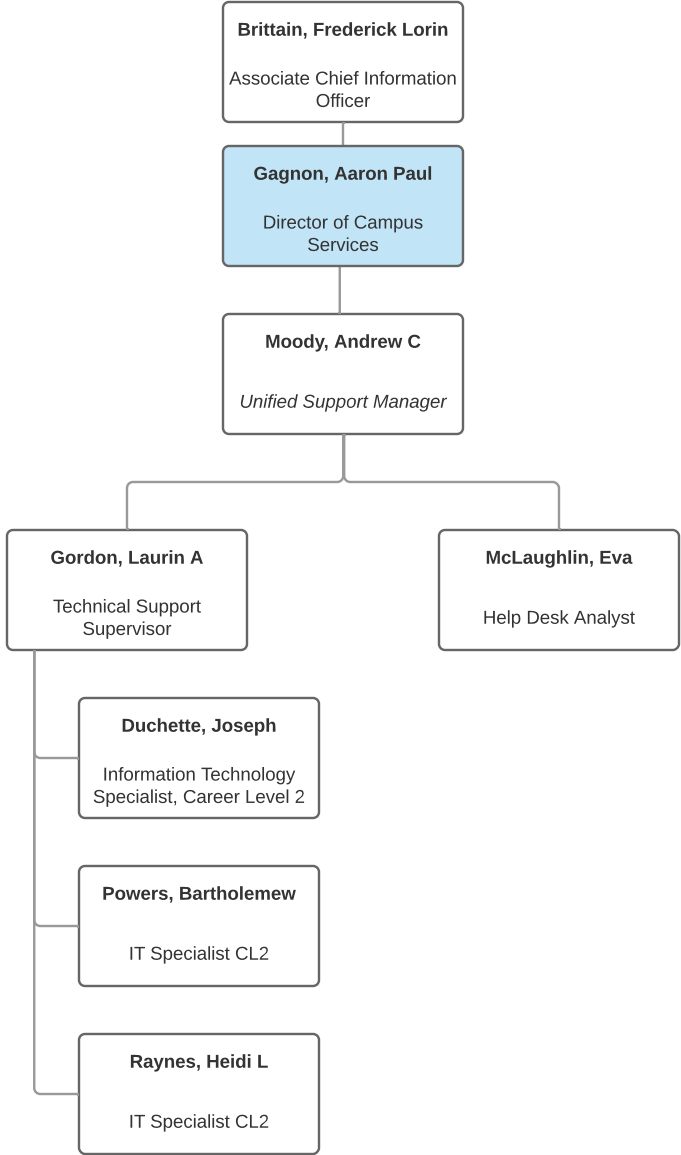 Brittain, Frederick Lorin
Associate Chief Information
Officer
Gagnon, Aaron Paul
Director of Campus
Services
Moody, Andrew C
Unified Support Manager
Gordon, Laurin A
Technical Support
Supervisor
McLaughlin, Eva
Help Desk Analyst
Duchette, Joseph
Information Technology
Specialist, Career Level 2
Powers, Bartholemew
IT Specialist CL2
Raynes, Heidi L
IT Specialist CL2